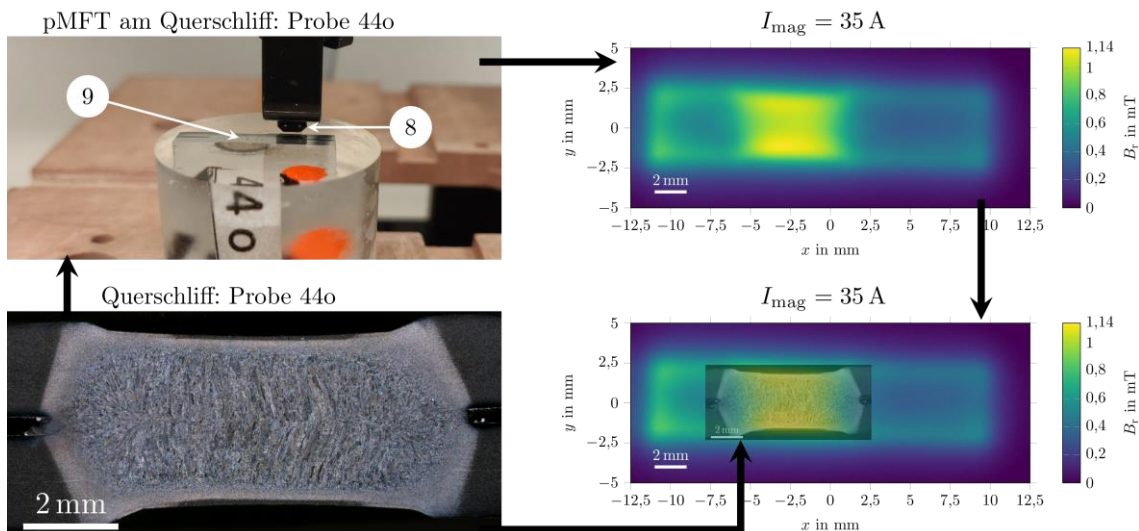 pMFT am Querschliff: Probe 44o
9
8
44o
I_mag = 35 A
5
2,5
0
−2,5
−5
y in mm
2 mm
−12,5 −10 −7,5 −5 −2,5 0 2,5 5 7,5 10 12,5
x in mm
1,14
1
0,8
0,6
0,4
0,2
0
B_r in mT
Querschliff: Probe 44o
2 mm
I_mag = 35 A
5
2,5
0
−2,5
−5
y in mm
2 mm
2 mm
−12,5 −10 −7,5 −5 −2,5 0 2,5 5 7,5 10 12,5
x in mm
1,14
1
0,8
0,6
0,4
0,2
0
B_r in mT